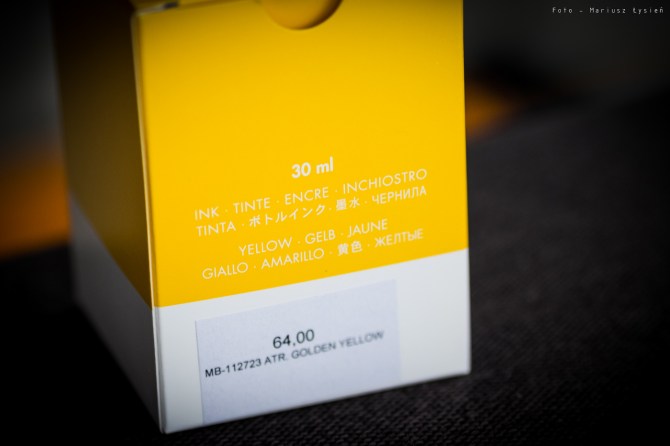 Foto - Mariusz Łysień
30 ml
INK · TINTE · ENCRE · INCHIOSTRO
TINTA · ボトルインク · 墨水 · ЧЕРНИЛА
YELLOW · GELB · JAUNE
GIALLO · AMARILLO · 黄色 · ЖЕЛТЫЕ
64,00
MB-112723 ATR. GOLDEN YELLOW